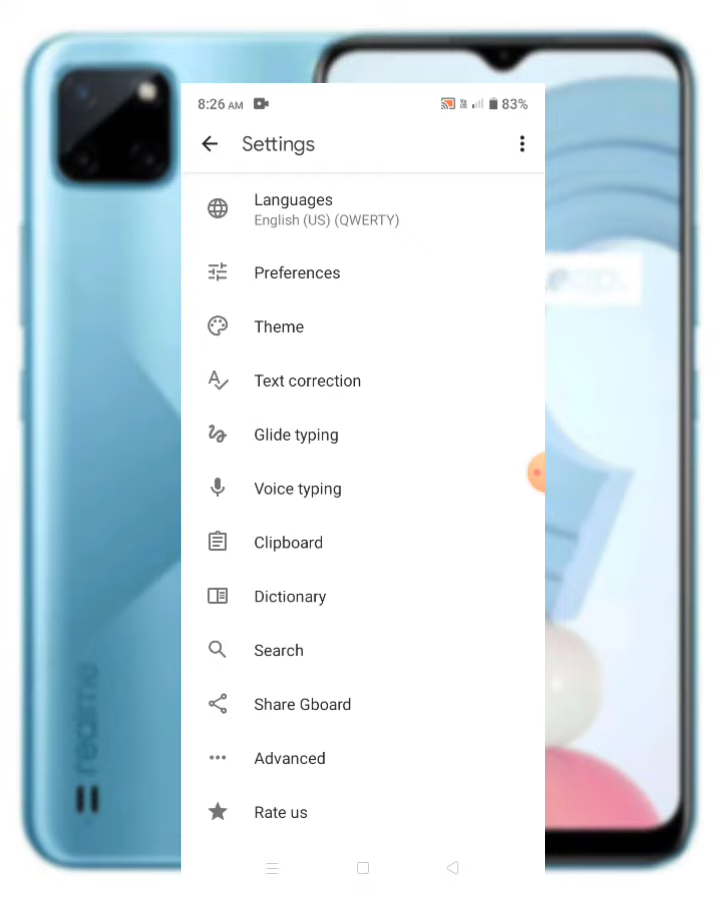 8:26 AM
83%
Settings
Languages
English (US) (QWERTY)
Preferences
Theme
Text correction
Glide typing
Voice typing
Clipboard
Dictionary
Search
Share Gboard
Advanced
Rate us
realme